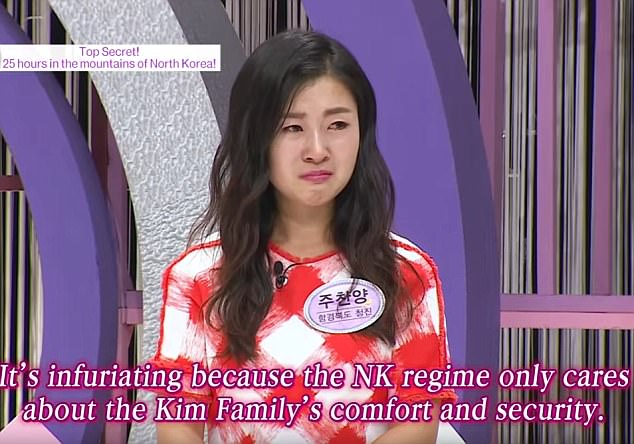 Top Secret!
25 hours in the mountains of North Korea!
주찬양
함경북도 청진
It's infuriating because the NK regime only cares
about the Kim Family's comfort and security.